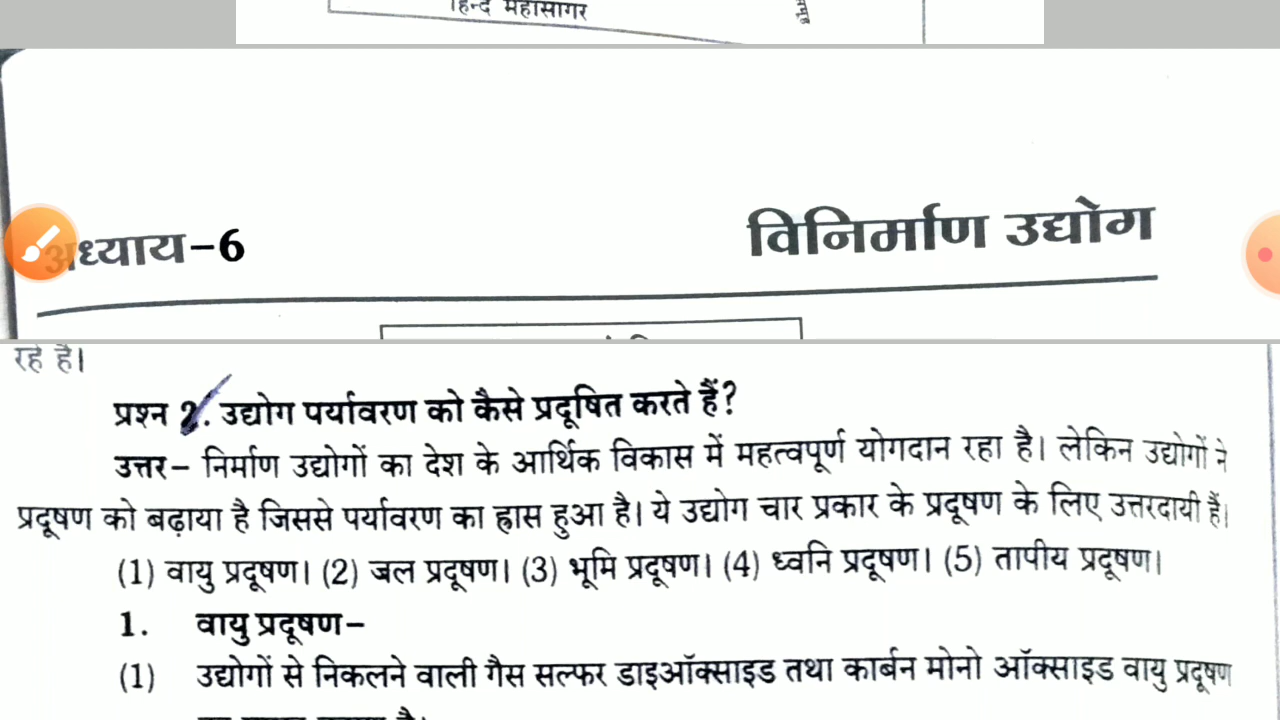 हिन्द महासागर
अध्याय–6
विनिर्माण उद्योग
रहे है।
प्रश्न 2. उद्योग पर्यावरण को कैसे प्रदूषित करते हैं?
उत्तर– निर्माण उद्योगों का देश के आर्थिक विकास में महत्वपूर्ण योगदान रहा है। लेकिन उद्योगों ने
प्रदूषण को बढ़ाया है जिससे पर्यावरण का ह्रास हुआ है। ये उद्योग चार प्रकार के प्रदूषण के लिए उत्तरदायी हैं।
(1) वायु प्रदूषण। (2) जल प्रदूषण। (3) भूमि प्रदूषण। (4) ध्वनि प्रदूषण। (5) तापीय प्रदूषण।
1. वायु प्रदूषण–
(1) उद्योगों से निकलने वाली गैस सल्फर डाइऑक्साइड तथा कार्बन मोनो ऑक्साइड वायु प्रदूषण